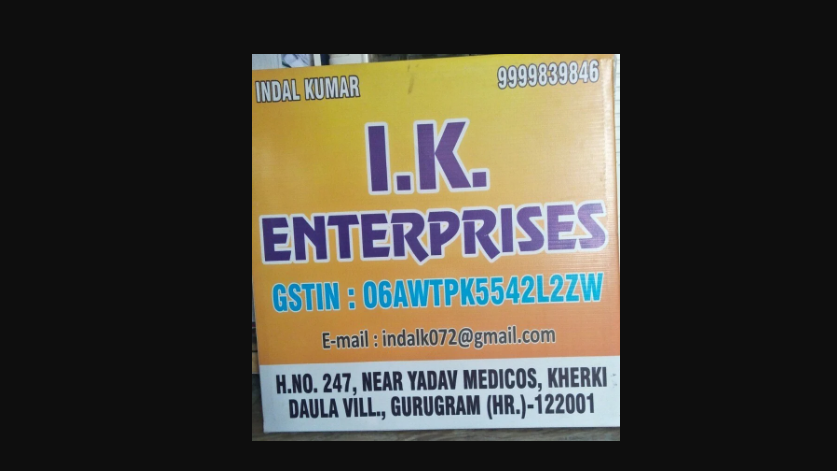 INDAL KUMAR 9999839846
I.K.
ENTERPRISES
GSTIN : 06AWTPK5542L2ZW
E-mail : indalk072@gmail.com
H.NO. 247, NEAR YADAV MEDICOS, KHERKI
DAULA VILL., GURUGRAM (HR.)-122001